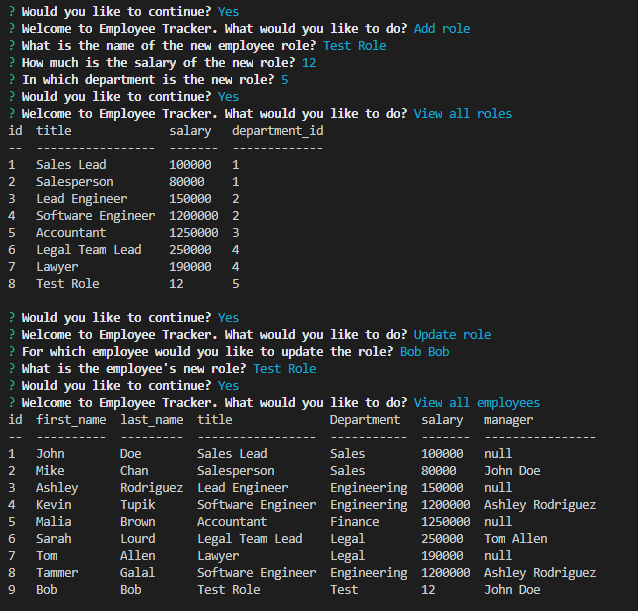 ? Would you like to continue? Yes
? Welcome to Employee Tracker. What would you like to do? Add role
? What is the name of the new employee role? Test Role
? How much is the salary of the new role? 12
? In which department is the new role? 5
? Would you like to continue? Yes
? Welcome to Employee Tracker. What would you like to do? View all roles
id  title              salary   department_id
--  -----------------  -------  -------------
1   Sales Lead         100000   1
2   Salesperson        80000    1
3   Lead Engineer      150000   2
4   Software Engineer  1200000  2
5   Accountant         1250000  3
6   Legal Team Lead    250000   4
7   Lawyer             190000   4
8   Test Role          12       5
? Would you like to continue? Yes
? Welcome to Employee Tracker. What would you like to do? Update role
? For which employee would you like to update the role? Bob Bob
? What is the employee's new role? Test Role
? Would you like to continue? Yes
? Welcome to Employee Tracker. What would you like to do? View all employees
id  first_name  last_name  title              Department   salary   manager
--  ----------  ---------  -----------------  -----------  -------  ----------------
1   John        Doe        Sales Lead         Sales        100000   null
2   Mike        Chan       Salesperson        Sales        80000    John Doe
3   Ashley      Rodriguez  Lead Engineer      Engineering  150000   null
4   Kevin       Tupik      Software Engineer  Engineering  1200000  Ashley Rodriguez
5   Malia       Brown      Accountant         Finance      1250000  null
6   Sarah       Lourd      Legal Team Lead    Legal        250000   Tom Allen
7   Tom         Allen      Lawyer             Legal        190000   null
8   Tammer      Galal      Software Engineer  Engineering  1200000  Ashley Rodriguez
9   Bob         Bob        Test Role          Test         12       John Doe